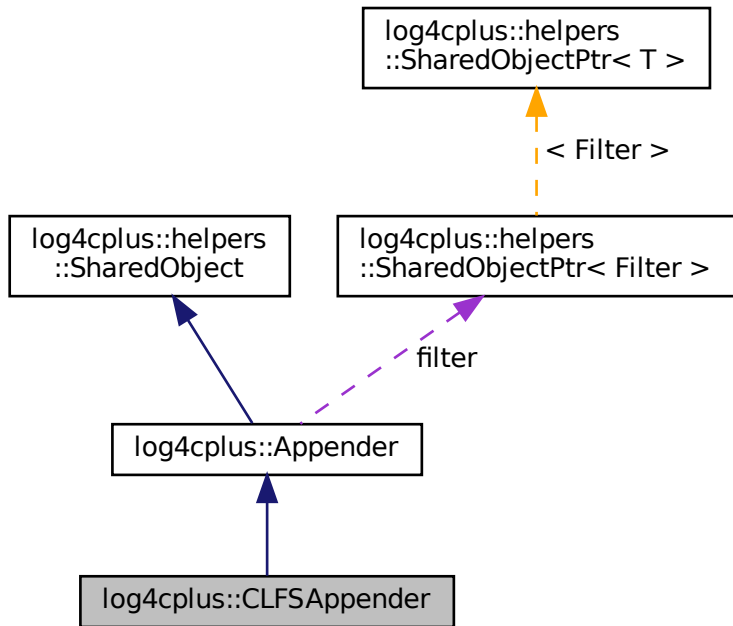 log4cplus::helpers
::SharedObjectPtr< T >
< Filter >
log4cplus::helpers
::SharedObject
log4cplus::helpers
::SharedObjectPtr< Filter >
filter
log4cplus::Appender
log4cplus::CLFSAppender